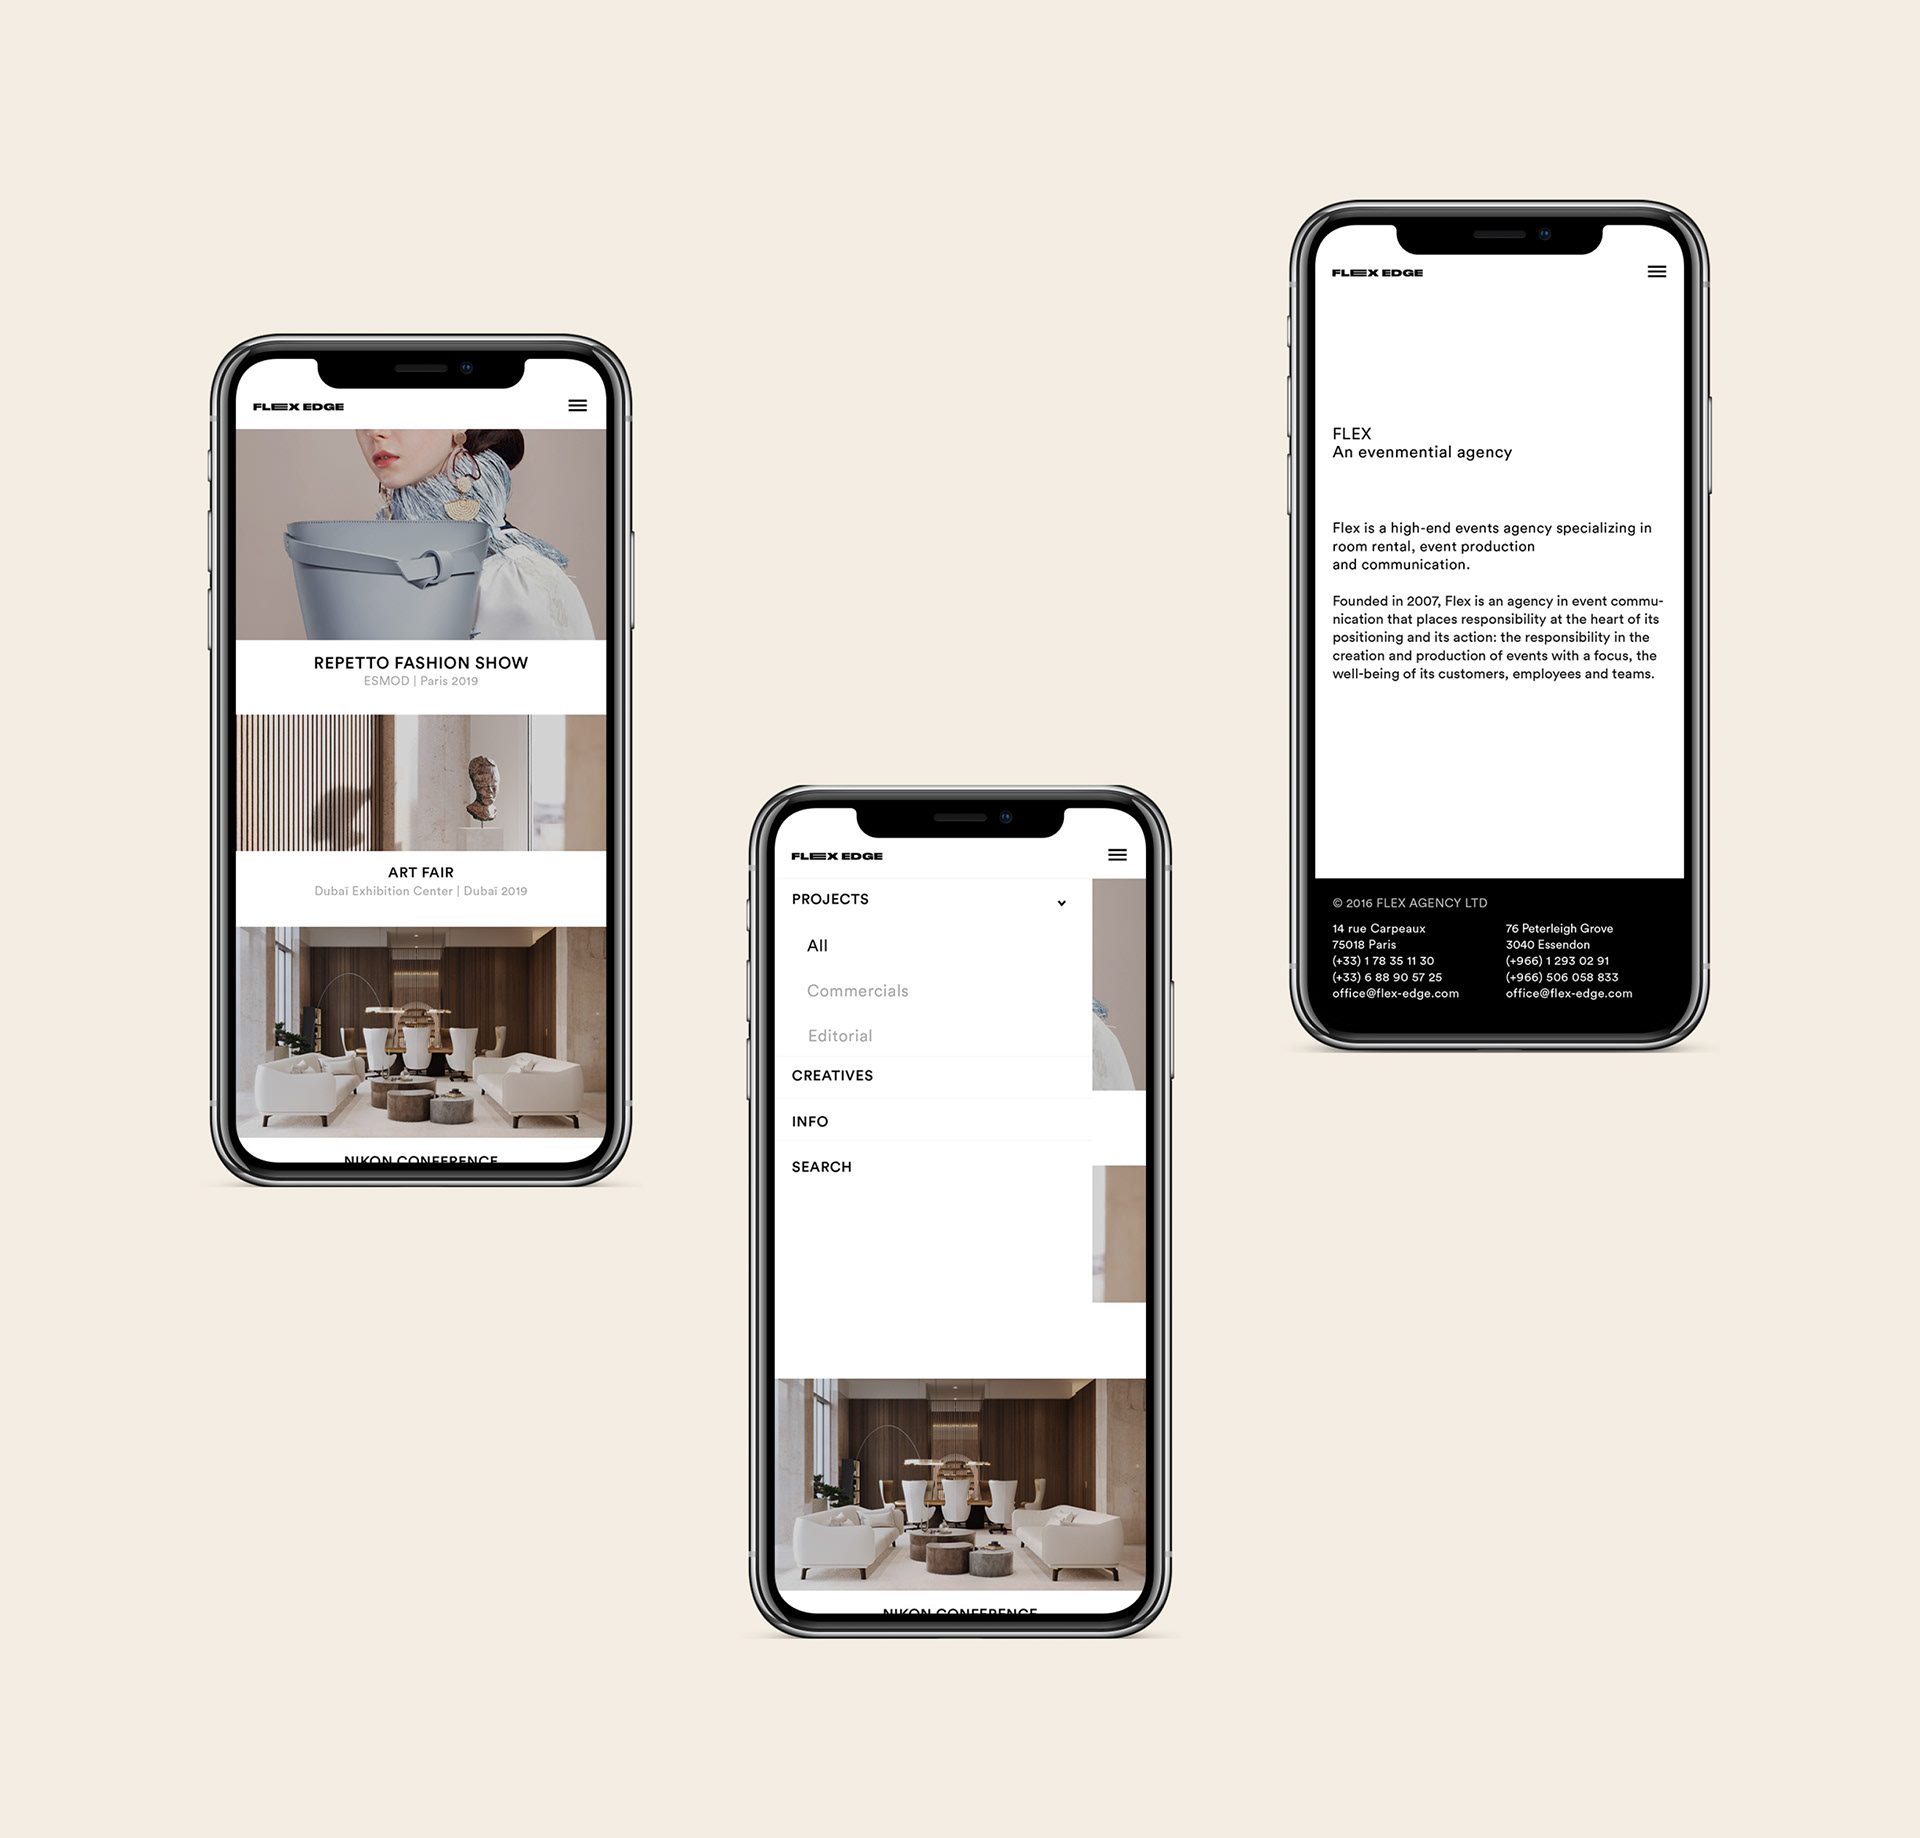 FLEX EDGE
REPETTO FASHION SHOW
ESMOD | Paris 2019
ART FAIR
Dubaï Exhibition Center | Dubaï 2019
NIKON CONFERENCE
FLEX EDGE
PROJECTS
All
Commercials
Editorial
CREATIVES
INFO
SEARCH
NIKON CONFERENCE
FLEX EDGE
FLEX
An evenmential agency
Flex is a high-end events agency specializing in
room rental, event production
and communication.
Founded in 2007, Flex is an agency in event commu-
nication that places responsibility at the heart of its
positioning and its action: the responsibility in the
creation and production of events with a focus, the
well-being of its customers, employees and teams.
© 2016 FLEX AGENCY LTD
14 rue Carpeaux
75018 Paris
(+33) 1 78 35 11 30
(+33) 6 88 90 57 25
office@flex-edge.com
76 Peterleigh Grove
3040 Essendon
(+966) 1 293 02 91
(+966) 506 058 833
office@flex-edge.com